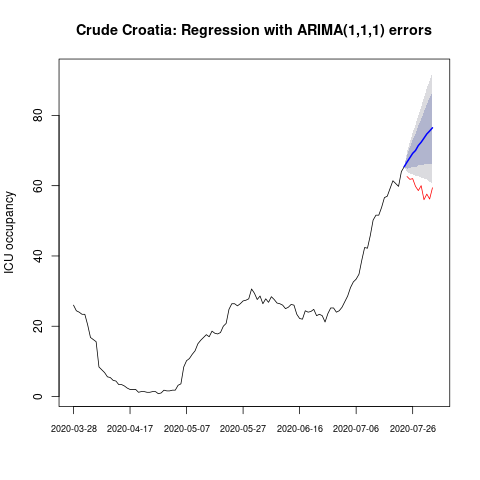 Crude Croatia: Regression with ARIMA(1,1,1) errors
ICU occupancy
80
60
40
20
0
2020-03-28 2020-04-17 2020-05-07 2020-05-27 2020-06-16 2020-07-06 2020-07-26